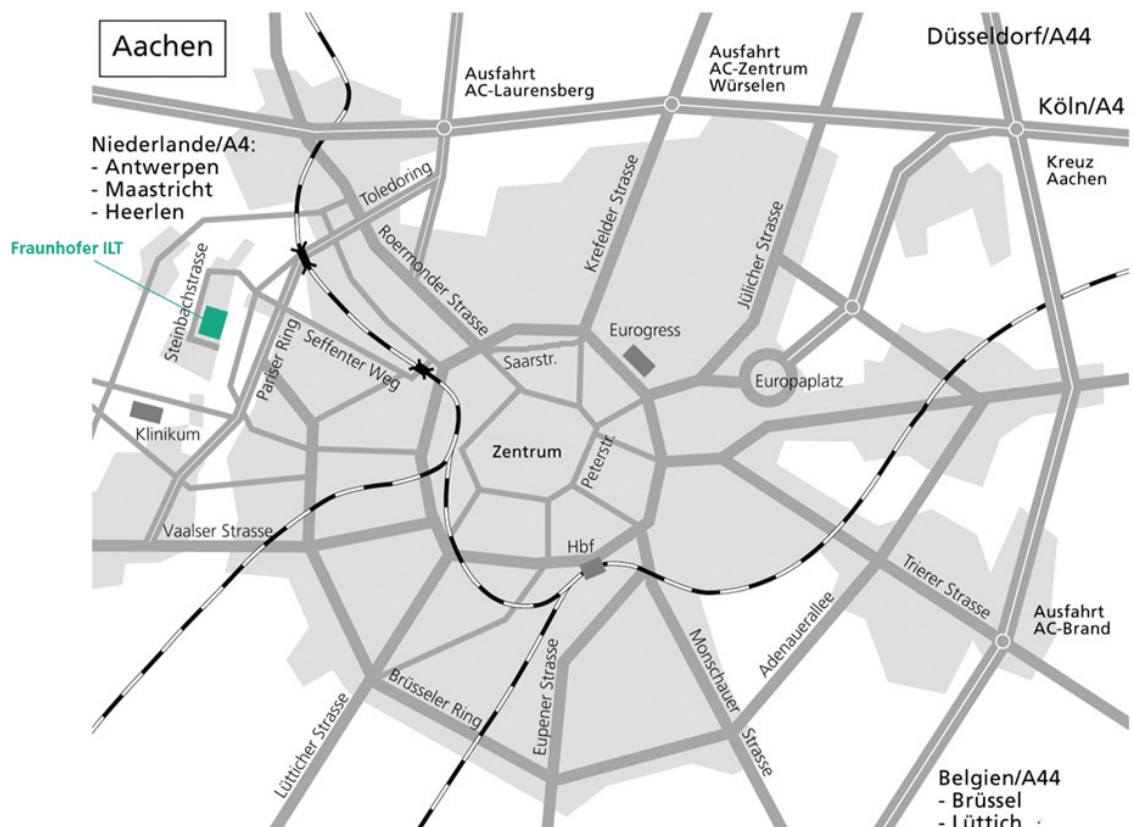 Aachen
Ausfahrt
AC-Laurensberg
Ausfahrt
AC-Zentrum
Würselen
Düsseldorf/A44
Köln/A4
Kreuz
Aachen
Niederlande/A4:
- Antwerpen
- Maastricht
- Heerlen
Fraunhofer ILT
Toledoring
Roermonder Strasse
Krefelder Strasse
Jülicher Strasse
Steinbachstrasse
Pariser Ring
Seffenter Weg
Saarstr.
Eurogress
Europaplatz
Klinikum
Zentrum
Peterstr.
Vaalser Strasse
Hbf
Trierer Strasse
Adenauerallee
Monschauer
Strasse
Ausfahrt
AC-Brand
Brüsseler Ring
Eupener Strasse
Lütticher Strasse
Belgien/A44
- Brüssel
- Lüttich